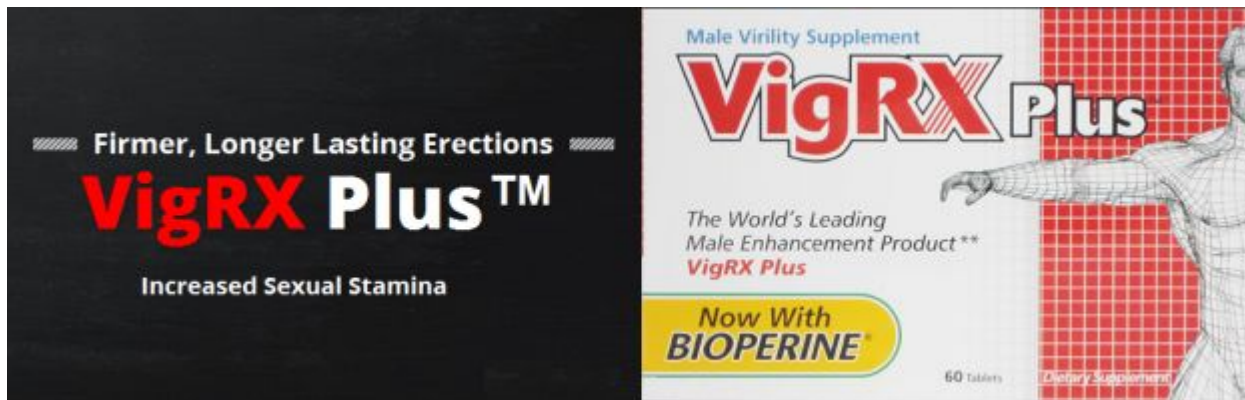 Firmer, Longer Lasting Erections
VigRX Plus™
Increased Sexual Stamina
Male Virility Supplement
VigRX Plus™
The World's Leading
Male Enhancement Product**
VigRX Plus
Now With
BIOPERINE®
60 Tablets
Dietary Supplement